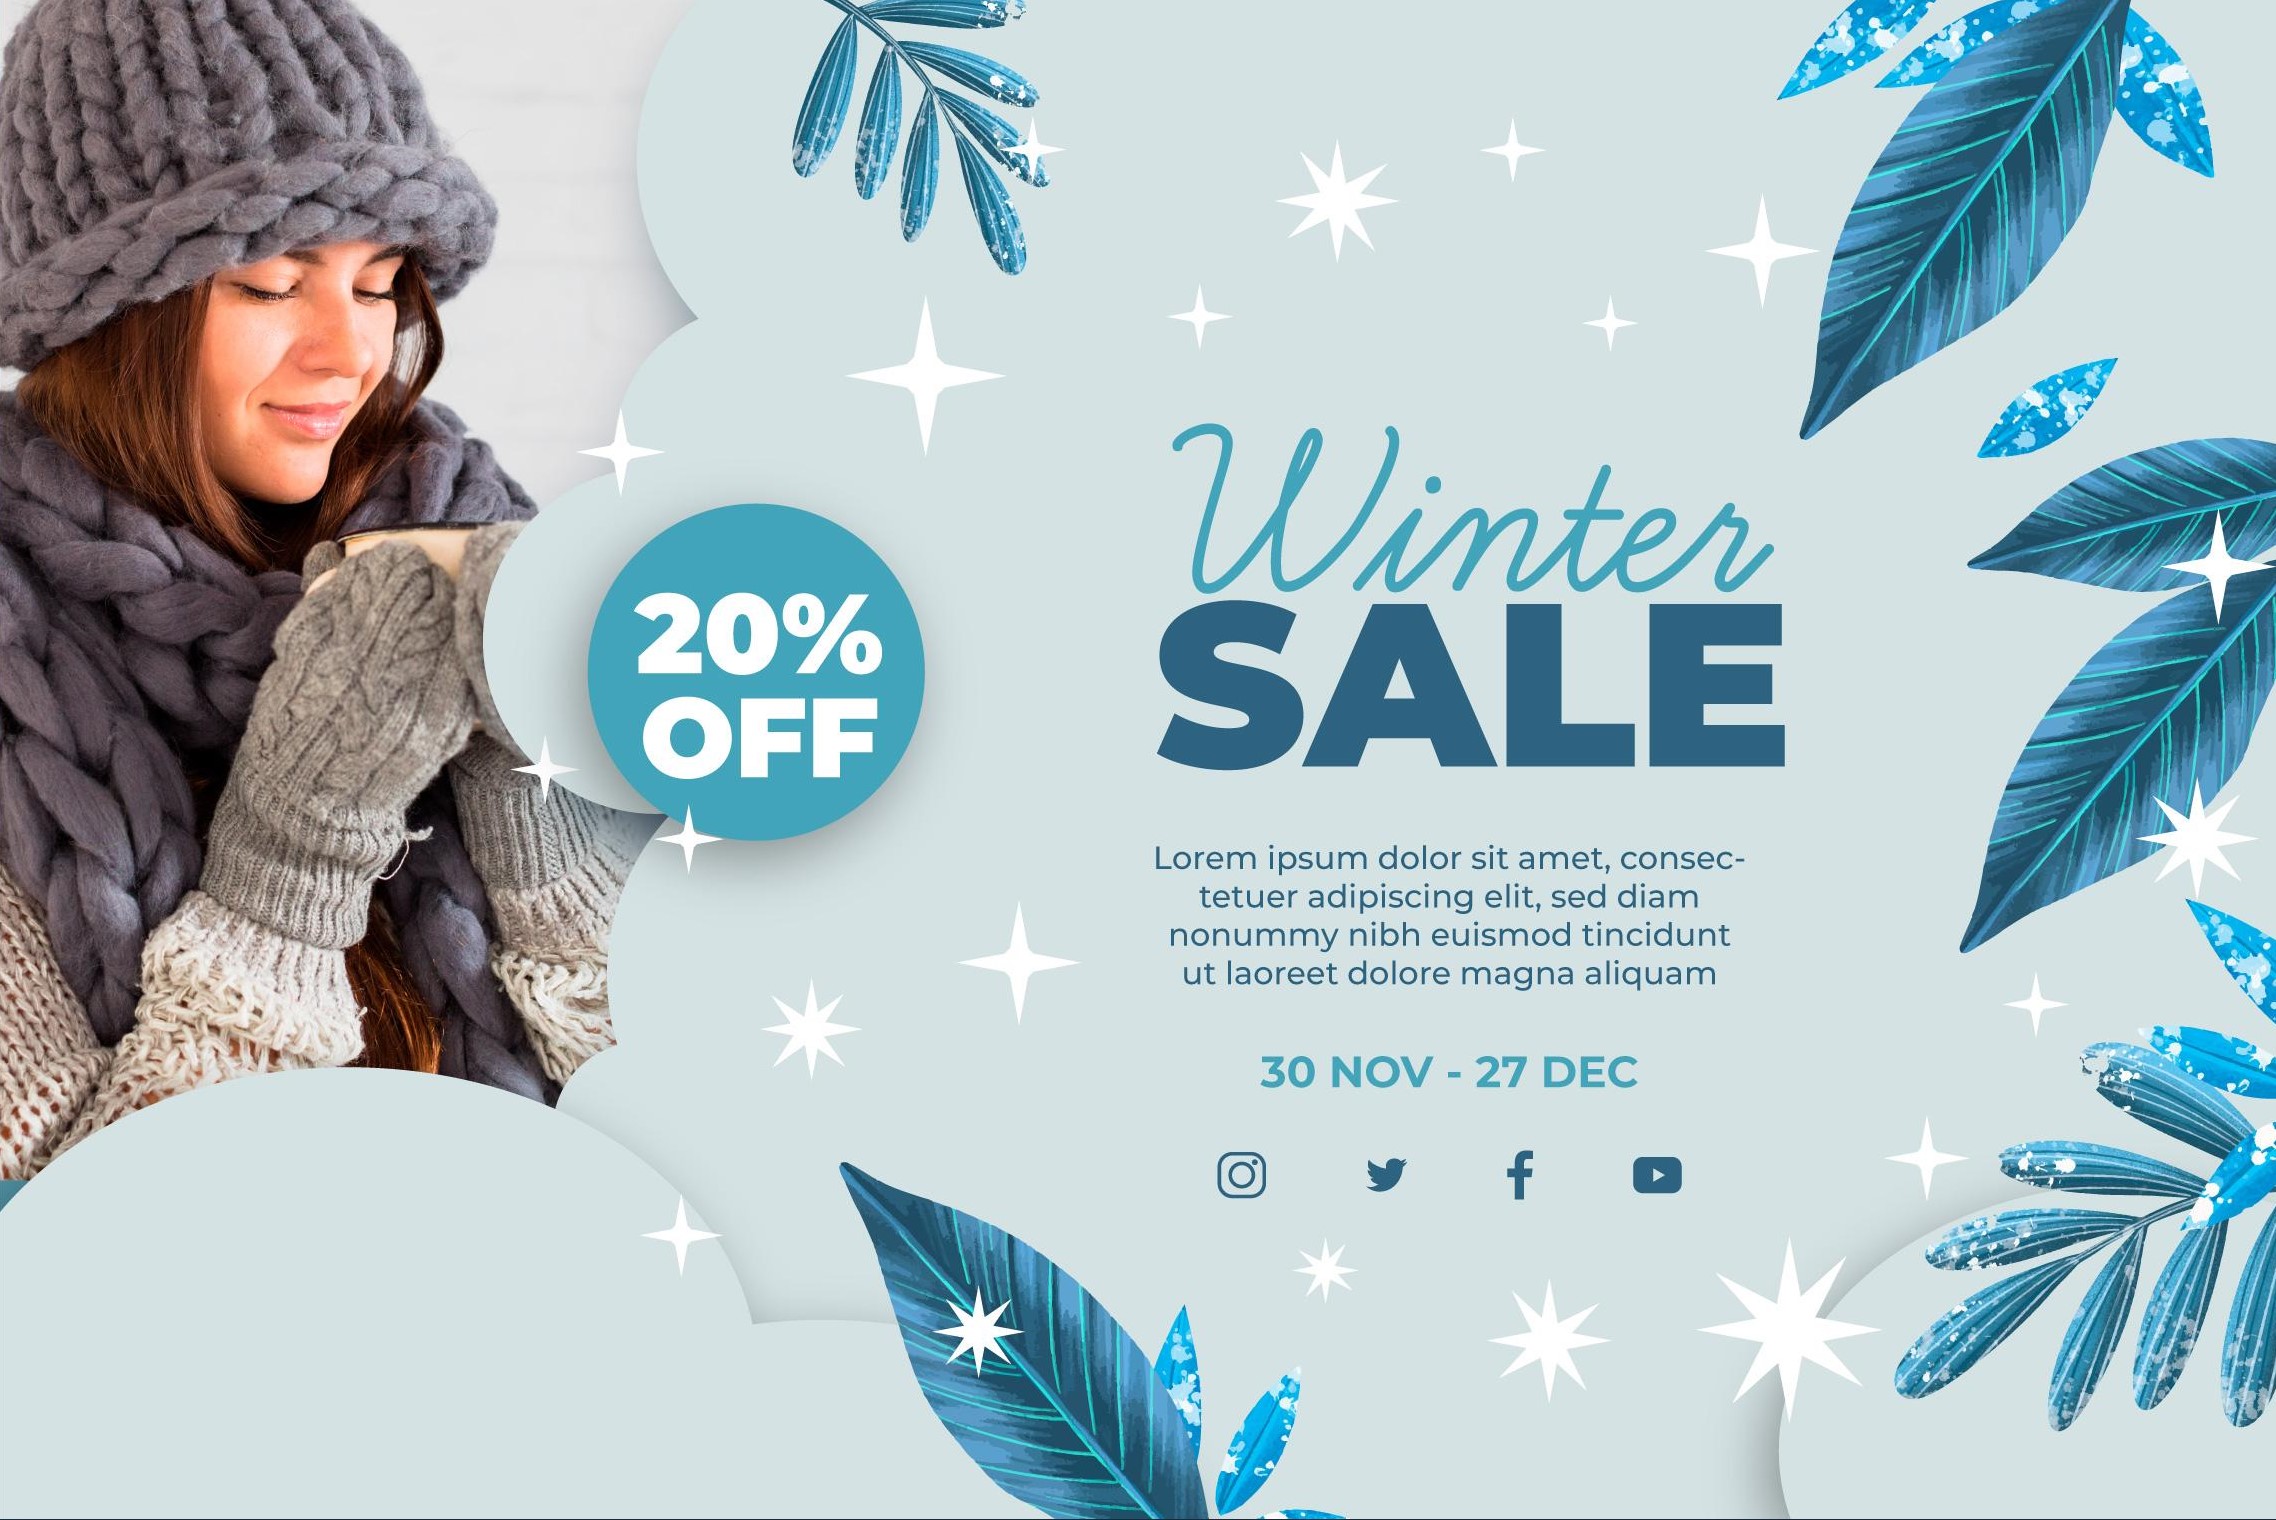 20%
OFF
Winter
SALE
Lorem ipsum dolor sit amet, consec-
tetuer adipiscing elit, sed diam
nonummy nibh euismod tincidunt
ut laoreet dolore magna aliquam
30 NOV - 27 DEC